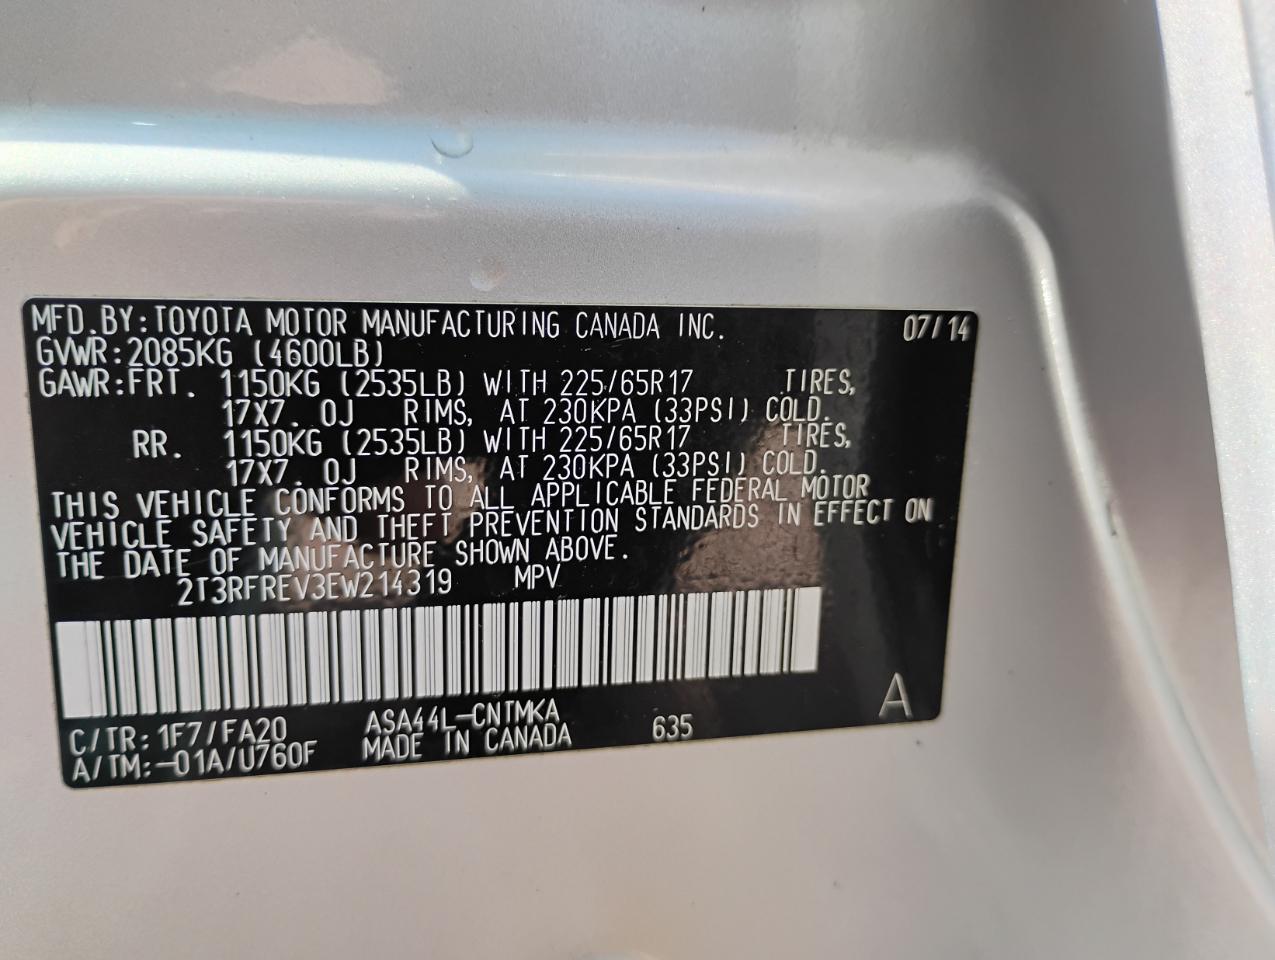 MFD.BY:TOYOTA MOTOR MANUFACTURING CANADA INC. 07/14
GVWR:2085KG (4600LB)
GAWR:FRT. 1150KG (2535LB) WITH 225/65R17 TIRES,
17X7. 0J RIMS, AT 230KPA (33PSI) COLD.
RR. 1150KG (2535LB) WITH 225/65R17 TIRES,
17X7. 0J RIMS, AT 230KPA (33PSI) COLD.
THIS VEHICLE CONFORMS TO ALL APPLICABLE FEDERAL MOTOR
VEHICLE SAFETY AND THEFT PREVENTION STANDARDS IN EFFECT ON
THE DATE OF MANUFACTURE SHOWN ABOVE.
2T3RFREV3EW214319 MPV
C/TR: 1F7/FA20 ASA44L-CNTMKA
A/TM:-01A/U760F MADE IN CANADA 635 A